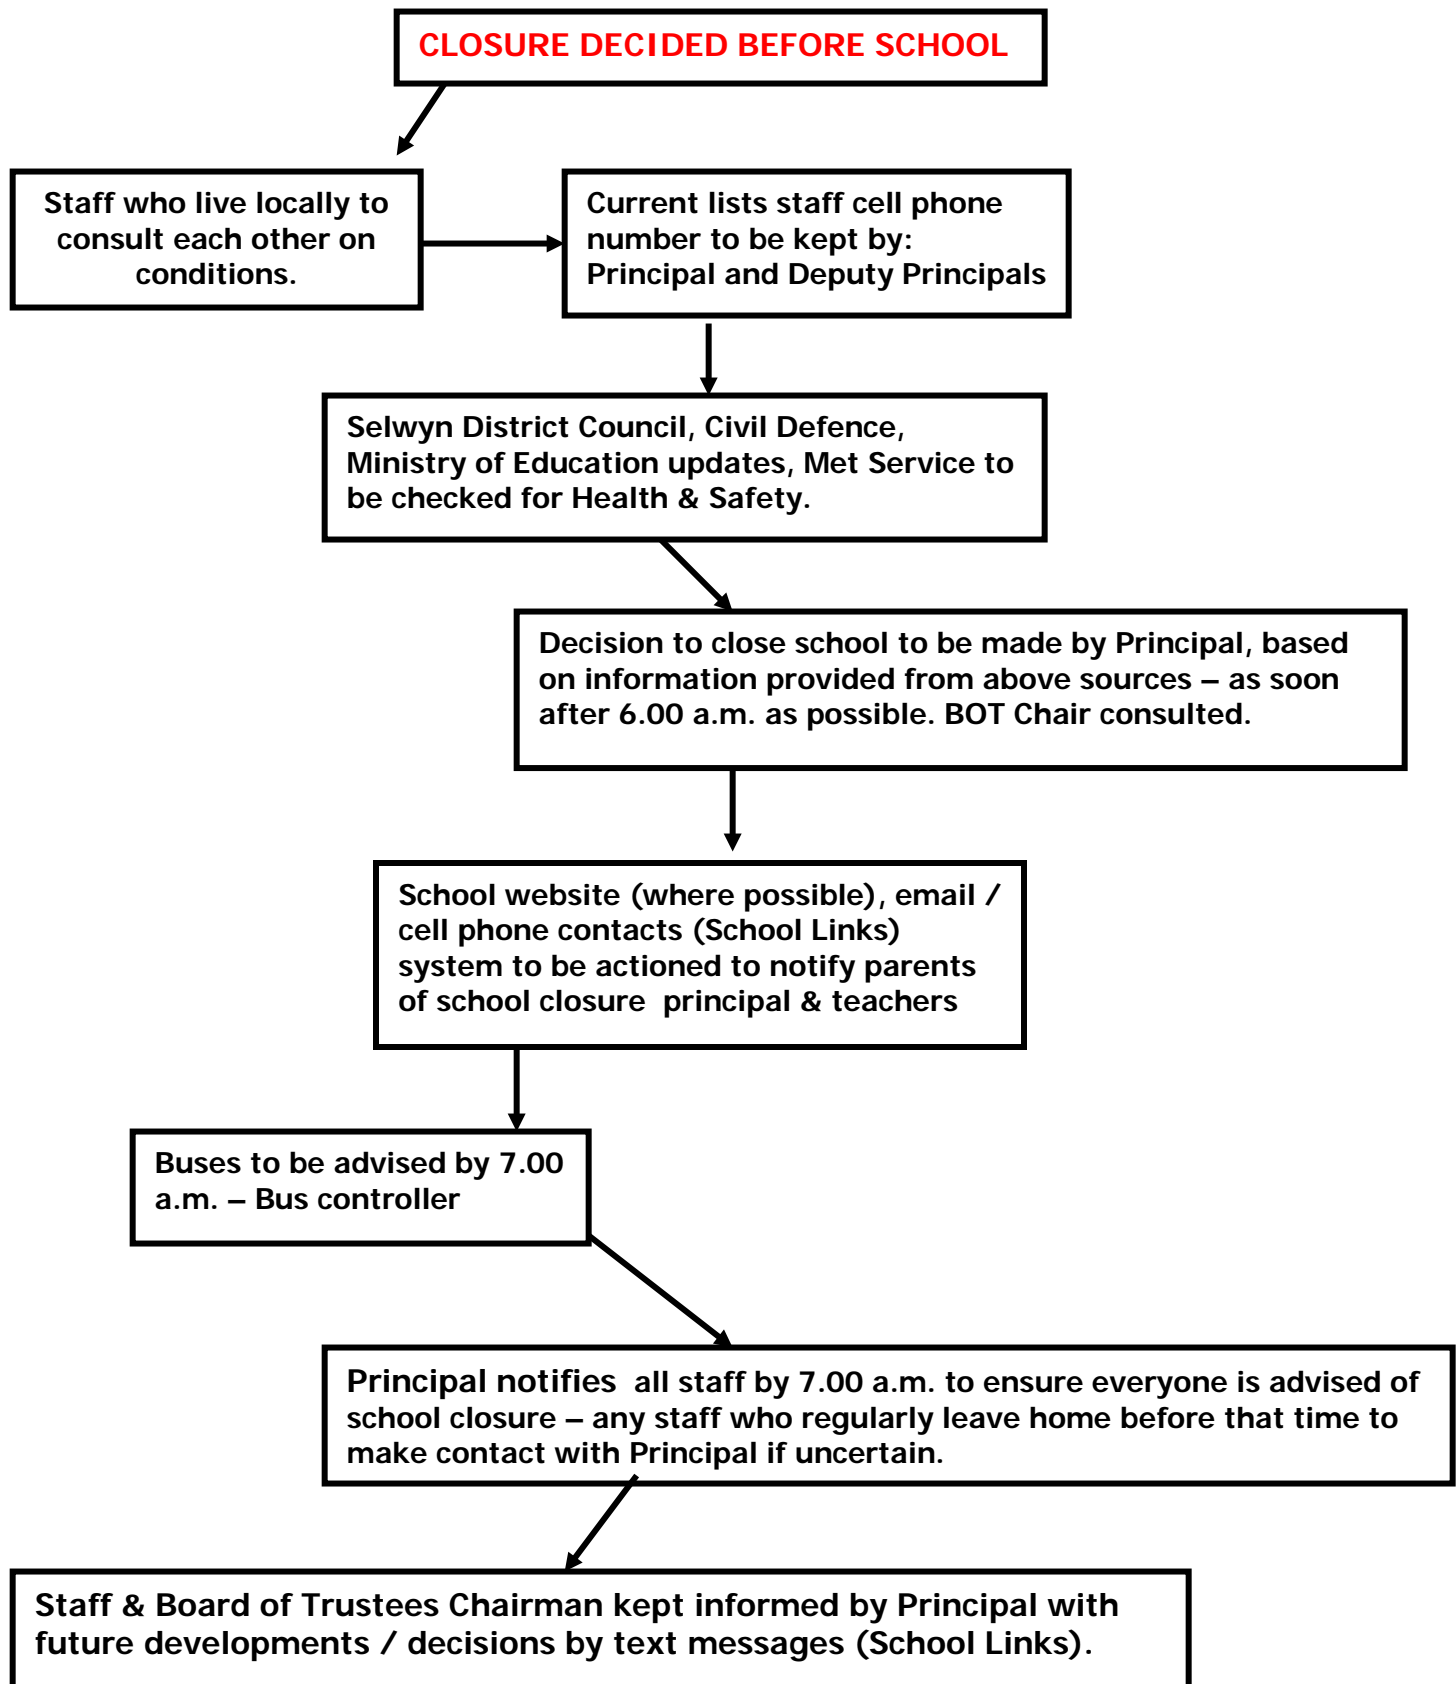 CLOSURE DECIDED BEFORE SCHOOL
Staff who live locally to
consult each other on
conditions.
Current lists staff cell phone
number to be kept by:
Principal and Deputy Principals
Selwyn District Council, Civil Defence,
Ministry of Education updates, Met Service to
be checked for Health & Safety.
Decision to close school to be made by Principal, based
on information provided from above sources – as soon
after 6.00 a.m. as possible. BOT Chair consulted.
School website (where possible), email /
cell phone contacts (School Links)
system to be actioned to notify parents
of school closure  principal & teachers
Buses to be advised by 7.00
a.m. – Bus controller
Principal notifies  all staff by 7.00 a.m. to ensure everyone is advised of
school closure – any staff who regularly leave home before that time to
make contact with Principal if uncertain.
Staff & Board of Trustees Chairman kept informed by Principal with
future developments / decisions by text messages (School Links).